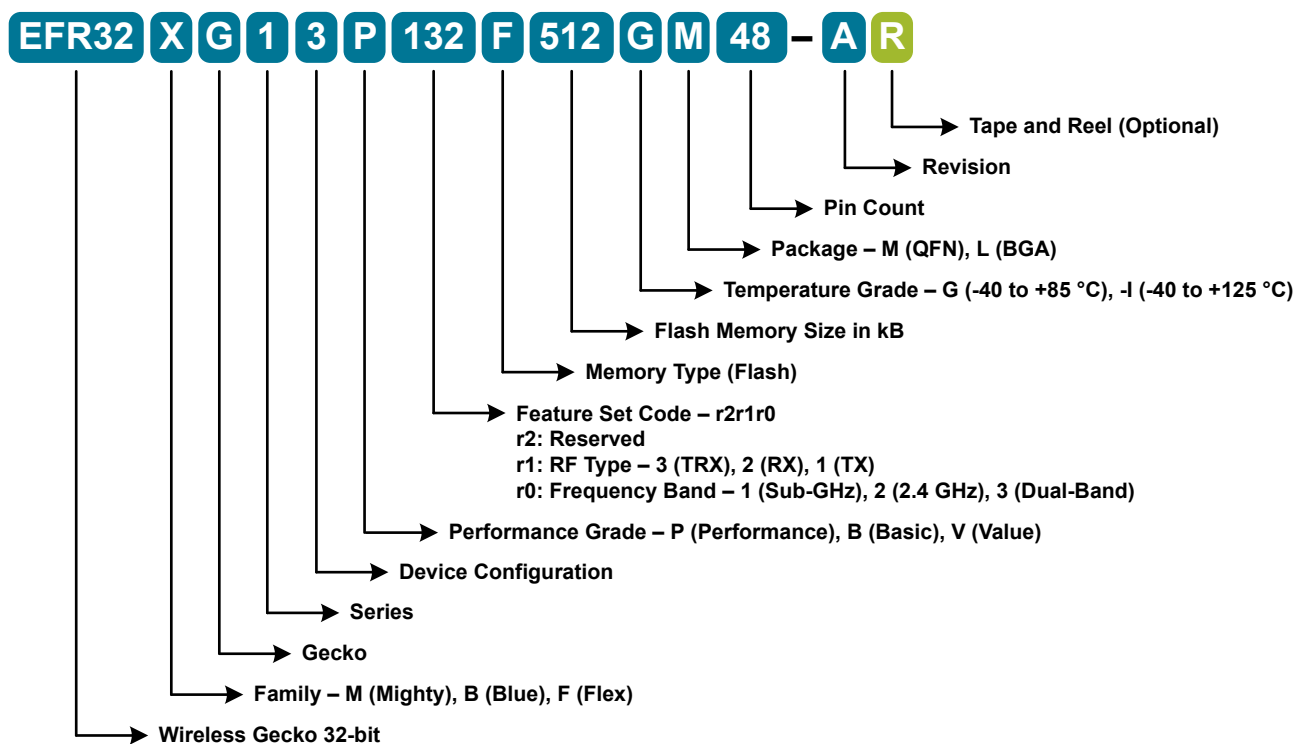 EFR32 X G 1 3 P 132 F 512 G M 48 – A R
Tape and Reel (Optional)
Revision
Pin Count
Package – M (QFN), L (BGA)
Temperature Grade – G (-40 to +85 °C), -I (-40 to +125 °C)
Flash Memory Size in kB
Memory Type (Flash)
Feature Set Code – r2r1r0
r2: Reserved
r1: RF Type – 3 (TRX), 2 (RX), 1 (TX)
r0: Frequency Band – 1 (Sub-GHz), 2 (2.4 GHz), 3 (Dual-Band)
Performance Grade – P (Performance), B (Basic), V (Value)
Device Configuration
Series
Gecko
Family – M (Mighty), B (Blue), F (Flex)
Wireless Gecko 32-bit